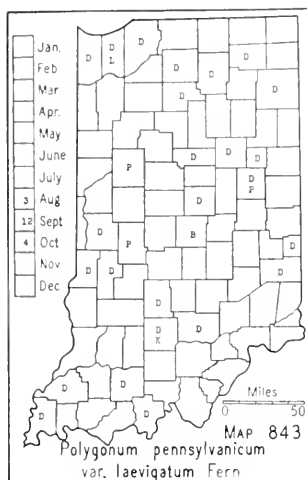 Jan.
Feb
Mar
Apr.
May
June
July
3 Aug
12 Sept
4 Oct
Nov
Dec
D D D
L
D D
D D
D
D D
P D
P
D
D P B D
D D D
D D
K
D
D D D
Miles
0 50
MAP 843
Polygonum pennsylvanicum
var. laevigatum Fern